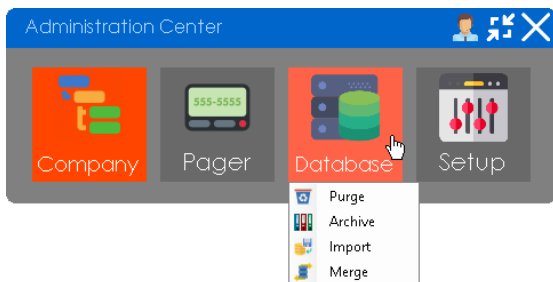 Administration Center
555-5555
Company
Pager
Database
Setup
Purge
Archive
Import
Merge